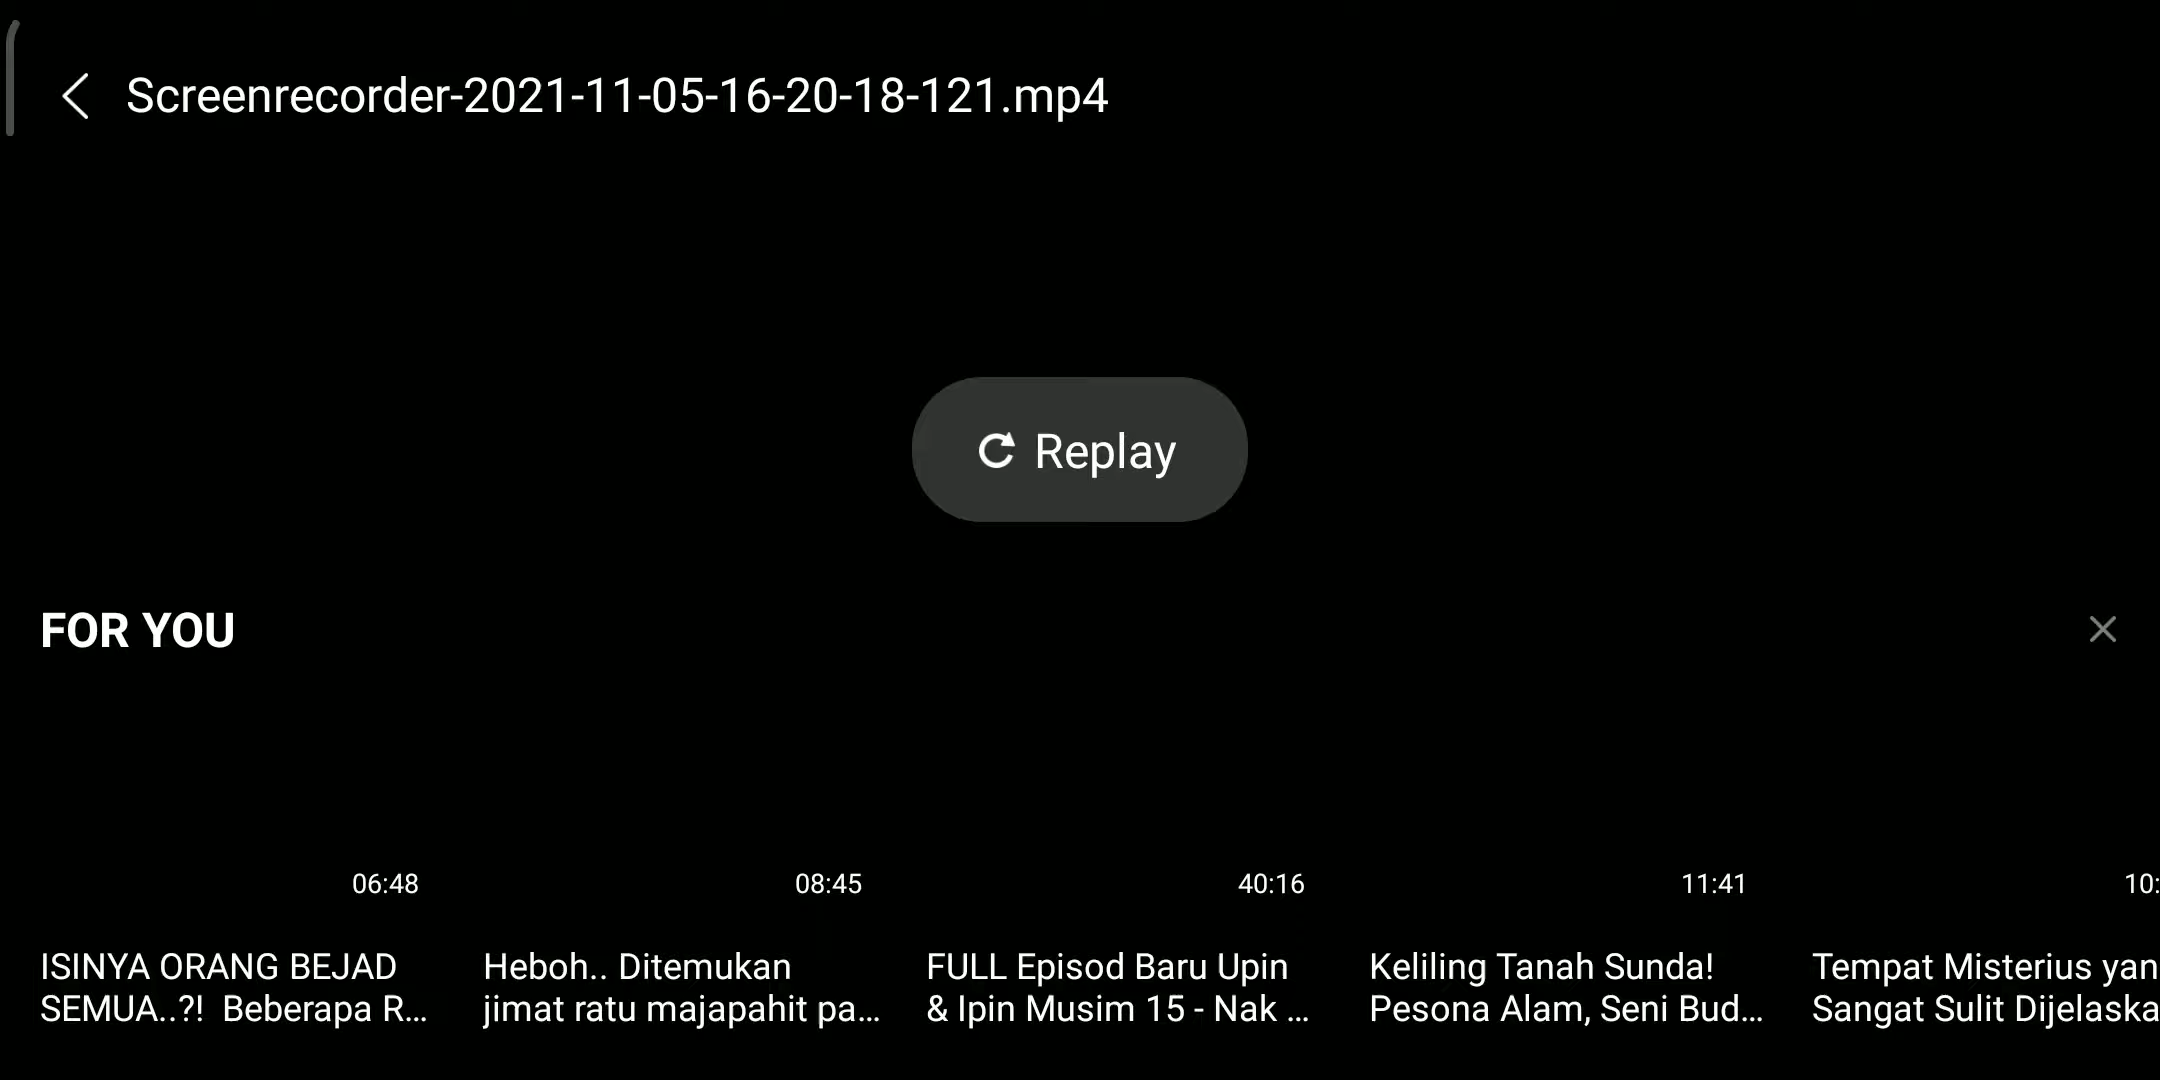 Screenrecorder-2021-11-05-16-20-18-121.mp4
Replay
FOR YOU
06:48
08:45
40:16
11:41
10:
ISINYA ORANG BEJAD
SEMUA..?!  Beberapa R...
Heboh.. Ditemukan
jimat ratu majapahit pa...
FULL Episod Baru Upin
& Ipin Musim 15 - Nak ...
Keliling Tanah Sunda!
Pesona Alam, Seni Bud...
Tempat Misterius yan
Sangat Sulit Dijelaska